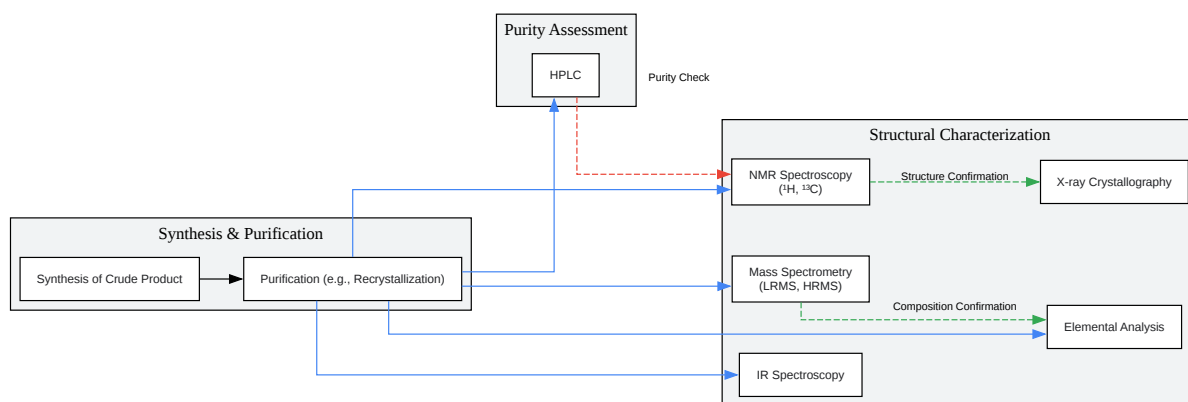 Purity Assessment
HPLC
Purity Check
Structural Characterization
NMR Spectroscopy
(¹H, ¹³C)
Structure Confirmation
X-ray Crystallography
Synthesis & Purification
Synthesis of Crude Product
Purification (e.g., Recrystallization)
Mass Spectrometry
(LRMS, HRMS)
Composition Confirmation
Elemental Analysis
IR Spectroscopy